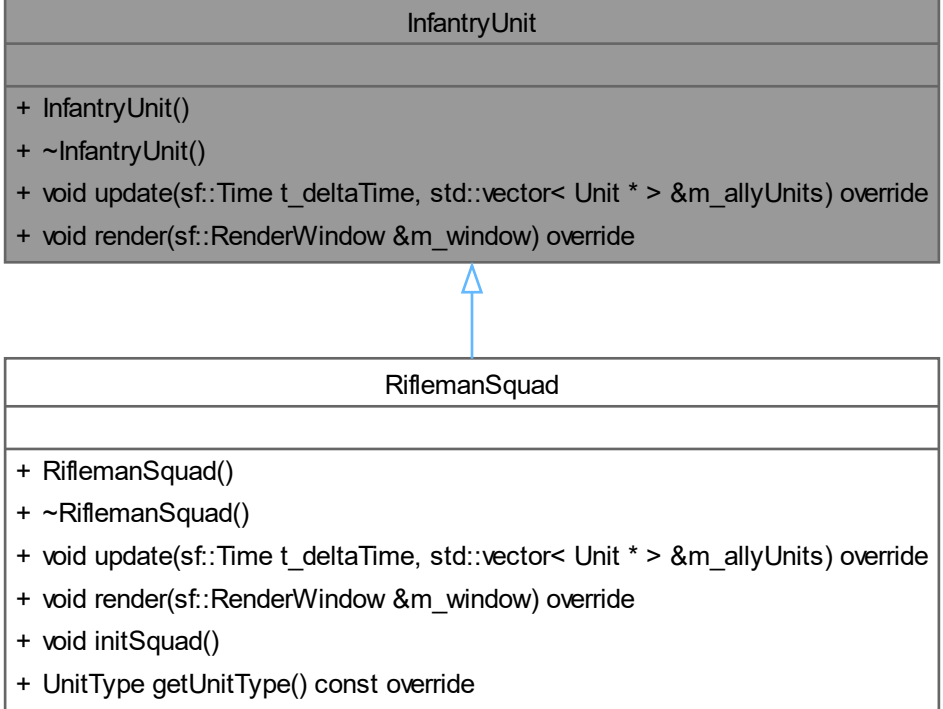 InfantryUnit
+ InfantryUnit()
+ ~InfantryUnit()
+ void update(sf::Time t_deltaTime, std::vector< Unit * > &m_allyUnits) override
+ void render(sf::RenderWindow &m_window) override
RiflemanSquad
+ RiflemanSquad()
+ ~RiflemanSquad()
+ void update(sf::Time t_deltaTime, std::vector< Unit * > &m_allyUnits) override
+ void render(sf::RenderWindow &m_window) override
+ void initSquad()
+ UnitType getUnitType() const override